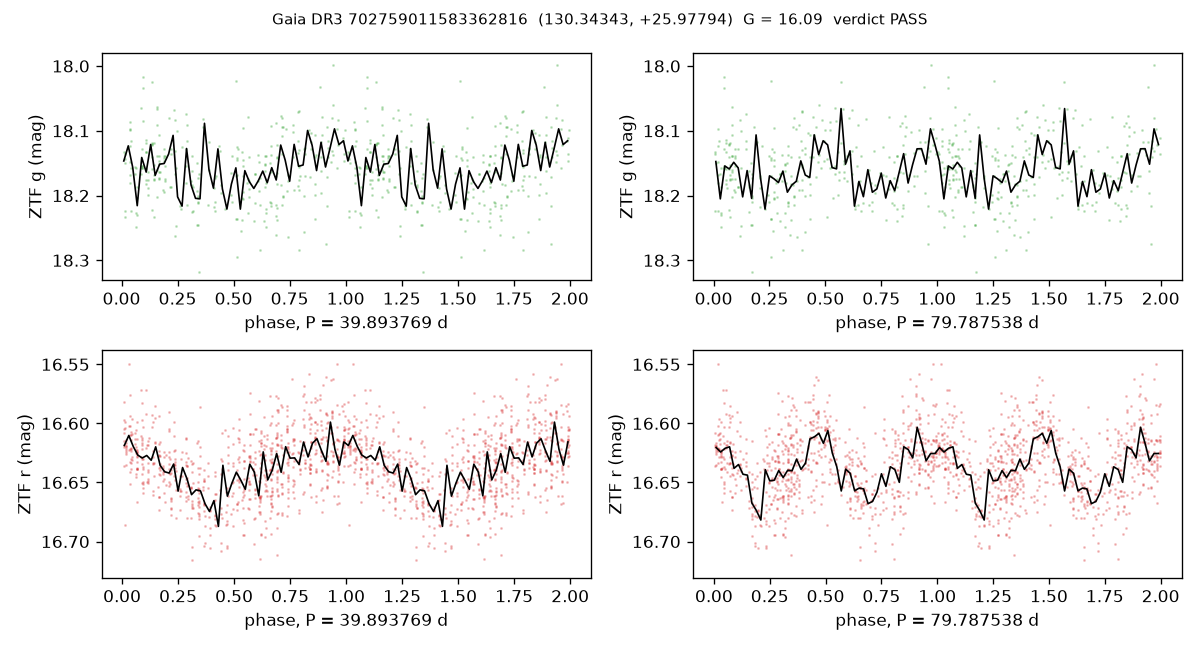 Gaia DR3 702759011583362816  (130.34343, +25.97794)  G = 16.09  verdict PASS
ZTF g (mag)
18.0
18.1
18.2
18.3
0.00 0.25 0.50 0.75 1.00 1.25 1.50 1.75 2.00
phase, P = 39.893769 d
ZTF g (mag)
18.0
18.1
18.2
18.3
0.00 0.25 0.50 0.75 1.00 1.25 1.50 1.75 2.00
phase, P = 79.787538 d
ZTF r (mag)
16.55
16.60
16.65
16.70
0.00 0.25 0.50 0.75 1.00 1.25 1.50 1.75 2.00
phase, P = 39.893769 d
ZTF r (mag)
16.55
16.60
16.65
16.70
0.00 0.25 0.50 0.75 1.00 1.25 1.50 1.75 2.00
phase, P = 79.787538 d